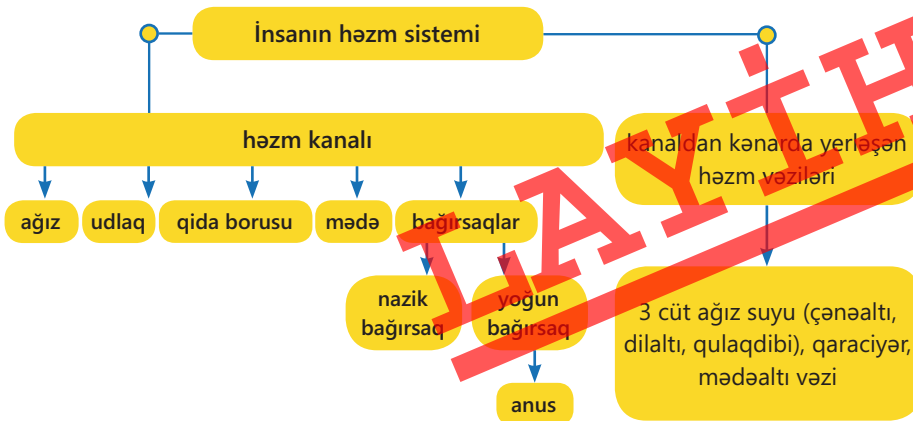 İnsanın həzm sistemi
həzm kanalı
kanaldan kənarda yerləşən
həzm vəziləri
ağız
udlaq
qida borusu
mədə
bağırsaqlar
nazik
bağırsaq
yoğun
bağırsaq
anus
3 cüt ağız suyu (çənəaltı,
dilaltı, qulaqdibi), qaraciyər,
mədəaltı vəzi